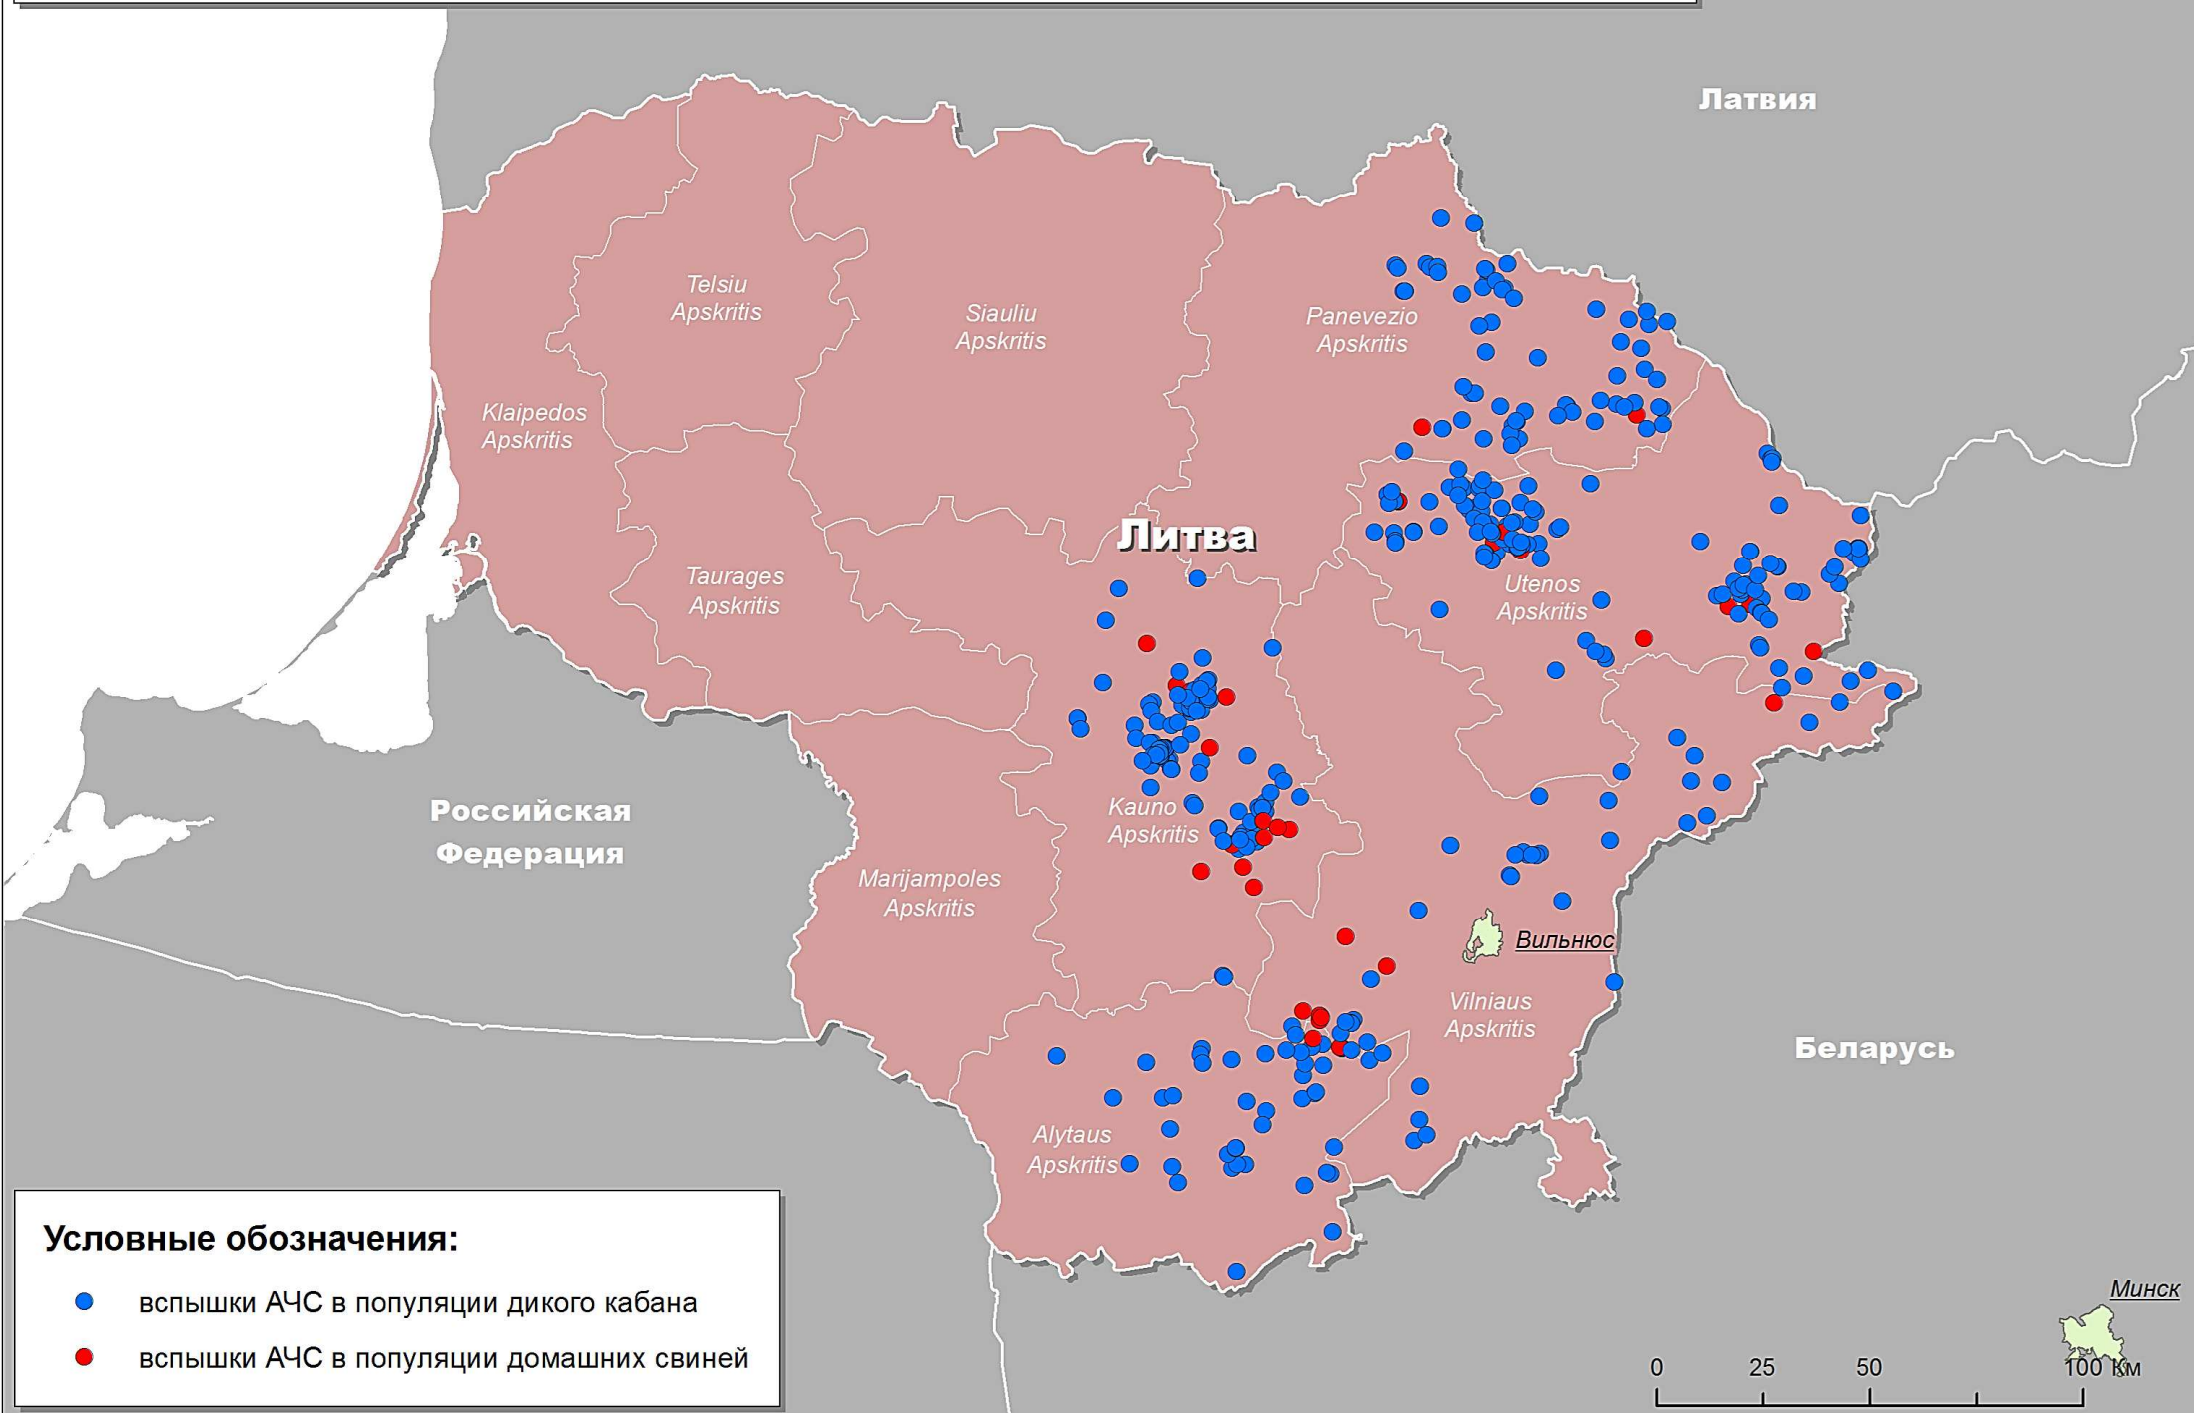 Латвия
Telsiu
Apskritis
Siauliu
Apskritis
Panevezio
Apskritis
Klaipedos
Apskritis
Литва
Taurages
Apskritis
Utenos
Apskritis
Российская
Федерация
Kauno
Apskritis
Marijampoles
Apskritis
Вильнюс
Vilniaus
Apskritis
Беларусь
Alytaus
Apskritis
Условные обозначения:
вспышки АЧС в популяции дикого кабана
вспышки АЧС в популяции домашних свиней
Минск
0 25 50 100 Км